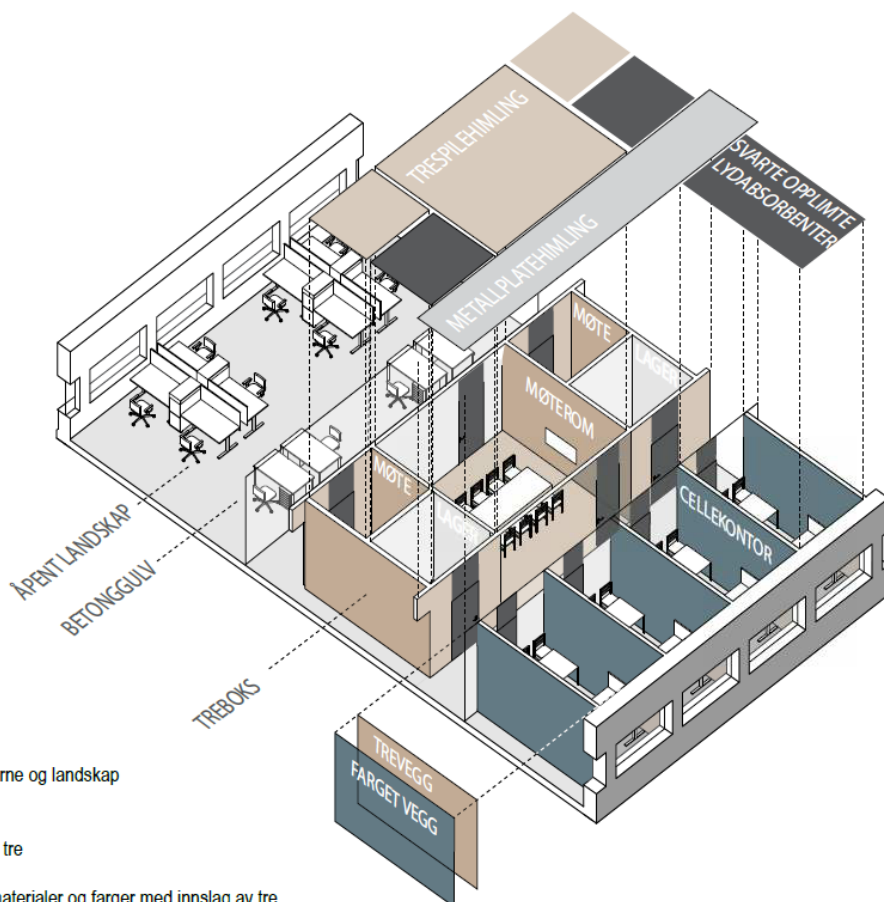 TRESPILEHIMLING
SVARTE OPPLIMTE
LYDABSORBENTER
METALLPLATEHIMLING
MØTE
LAGER
MØTEROM
MØTE
LAGER
CELLEKONTOR
ÅPENT LANDSKAP
BETONGGULV
TREBOKS
TREVEGG
FARGET VEGG
rne og landskap
tre
materialer og farger med innslag av tre